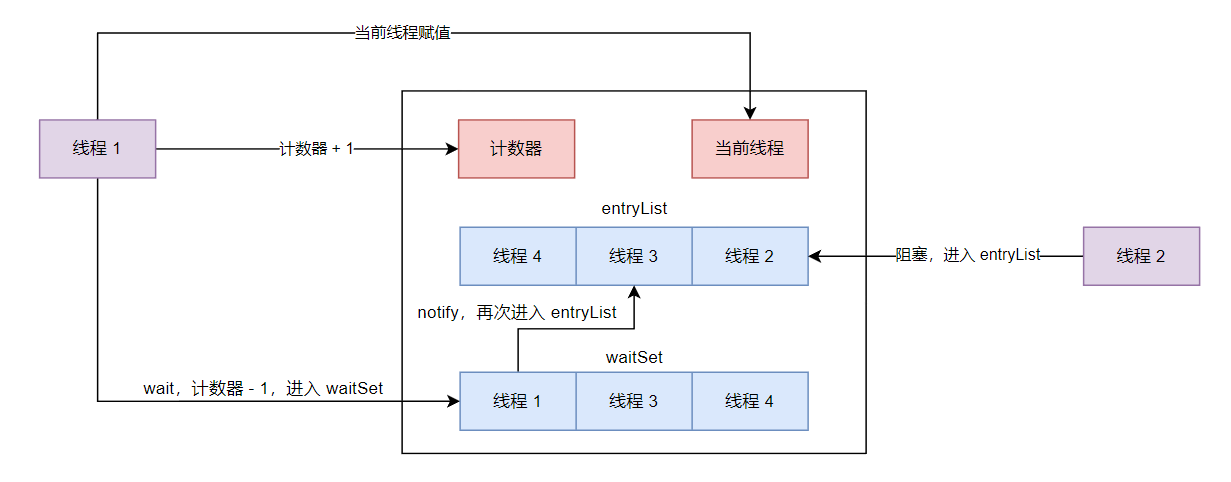 当前线程赋值
线程 1
计数器 + 1
计数器
当前线程
entryList
线程 4
线程 3
线程 2
阻塞，进入 entryList
线程 2
notify，再次进入 entryList
waitSet
wait，计数器 - 1，进入 waitSet
线程 1
线程 3
线程 4